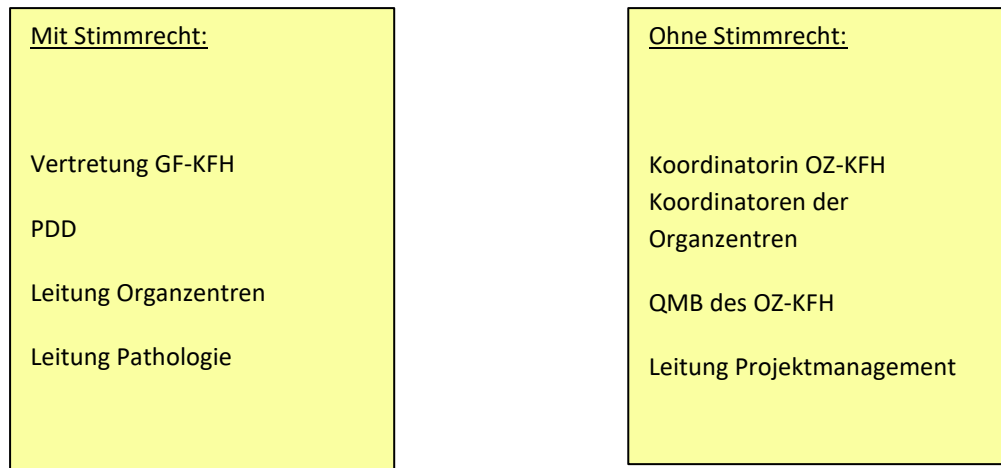 Mit Stimmrecht:
Vertretung GF-KFH
PDD
Leitung Organzentren
Leitung Pathologie
Ohne Stimmrecht:
Koordinatorin OZ-KFH
Koordinatoren der
Organzentren
QMB des OZ-KFH
Leitung Projektmanagement